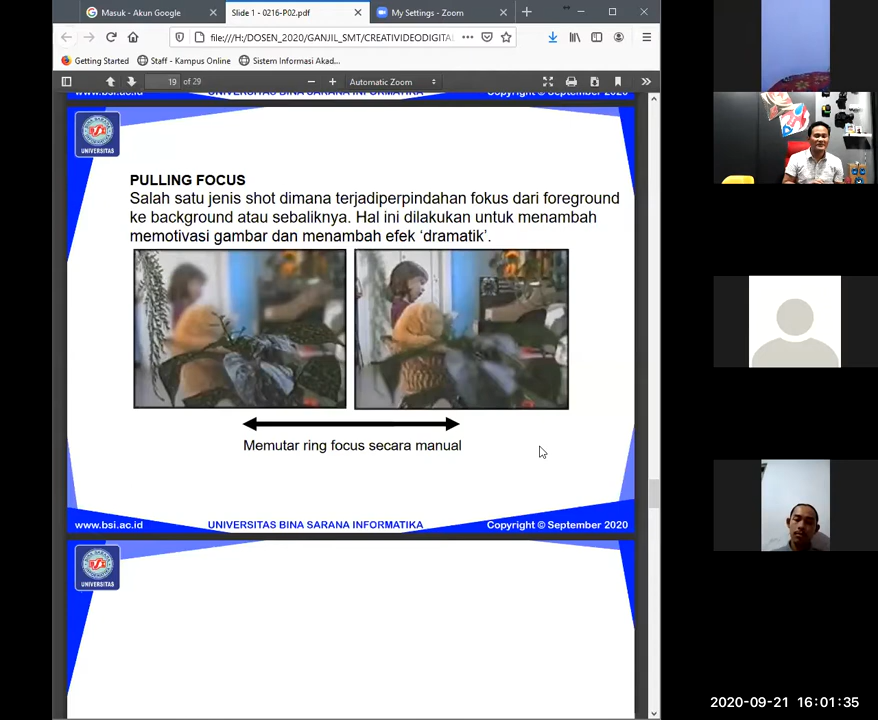 Masuk - Akun Google
Slide 1 - 0216-P02.pdf
My Settings - Zoom
file:///H:/DOSEN_2020/GANJIL_SMT/CREATIVIDEODIGITAL
Getting Started
Staff - Kampus Online
Sistem Informasi Akad...
19 of 29
Automatic Zoom
www.bsi.ac.id UNIVERSITAS BINA SARANA INFORMATIKA Copyright © September 2020
UNIVERSITAS
PULLING FOCUS
Salah satu jenis shot dimana terjadiperpindahan fokus dari foreground
ke background atau sebaliknya. Hal ini dilakukan untuk menambah
memotivasi gambar dan menambah efek ‘dramatik’.
Memutar ring focus secara manual
www.bsi.ac.id UNIVERSITAS BINA SARANA INFORMATIKA Copyright © September 2020
UNIVERSITAS
2020-09-21 16:01:35